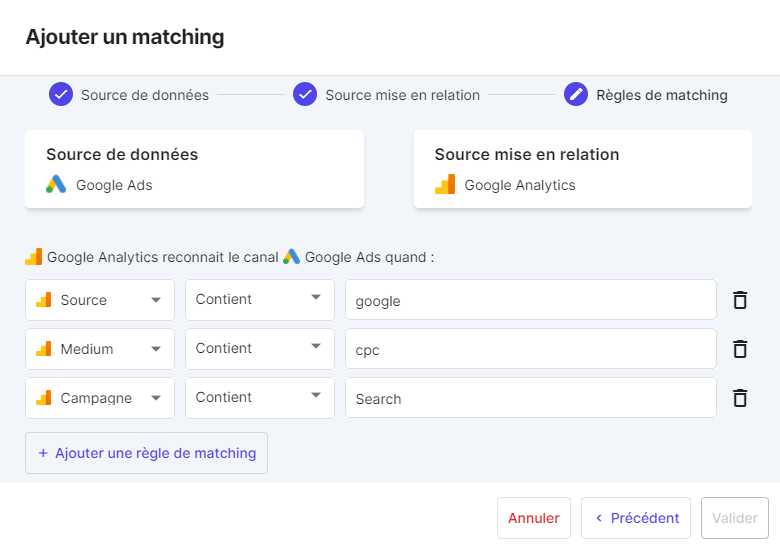 Ajouter un matching
Source de données Source mise en relation Règles de matching
Source de données Source mise en relation
Google Ads Google Analytics
Google Analytics reconnait le canal Google Ads quand :
Source Contient google
Medium Contient cpc
Campagne Contient Search
+ Ajouter une règle de matching
Annuler Précédent Valider